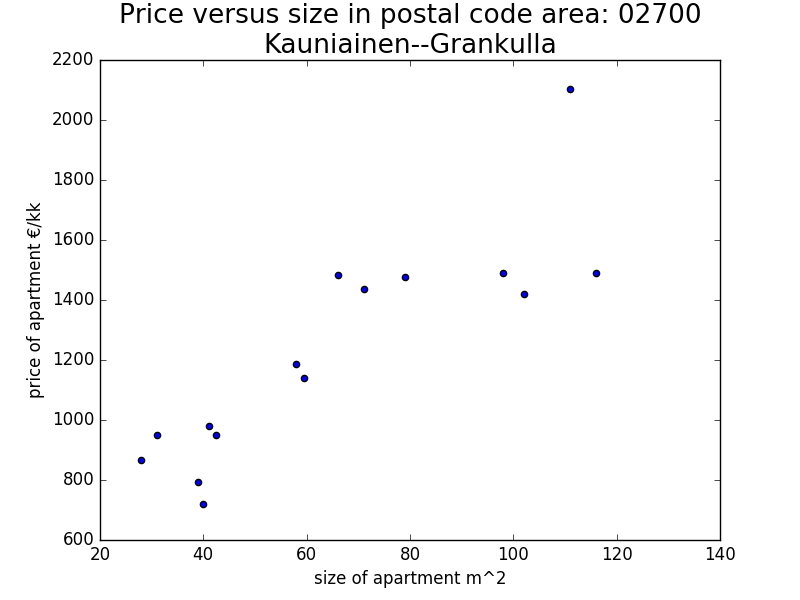 Price versus size in postal code area: 02700
Kauniainen--Grankulla
2200
2000
1800
1600
1400
1200
1000
800
600
price of apartment €/kk
20 40 60 80 100 120 140
size of apartment m^2